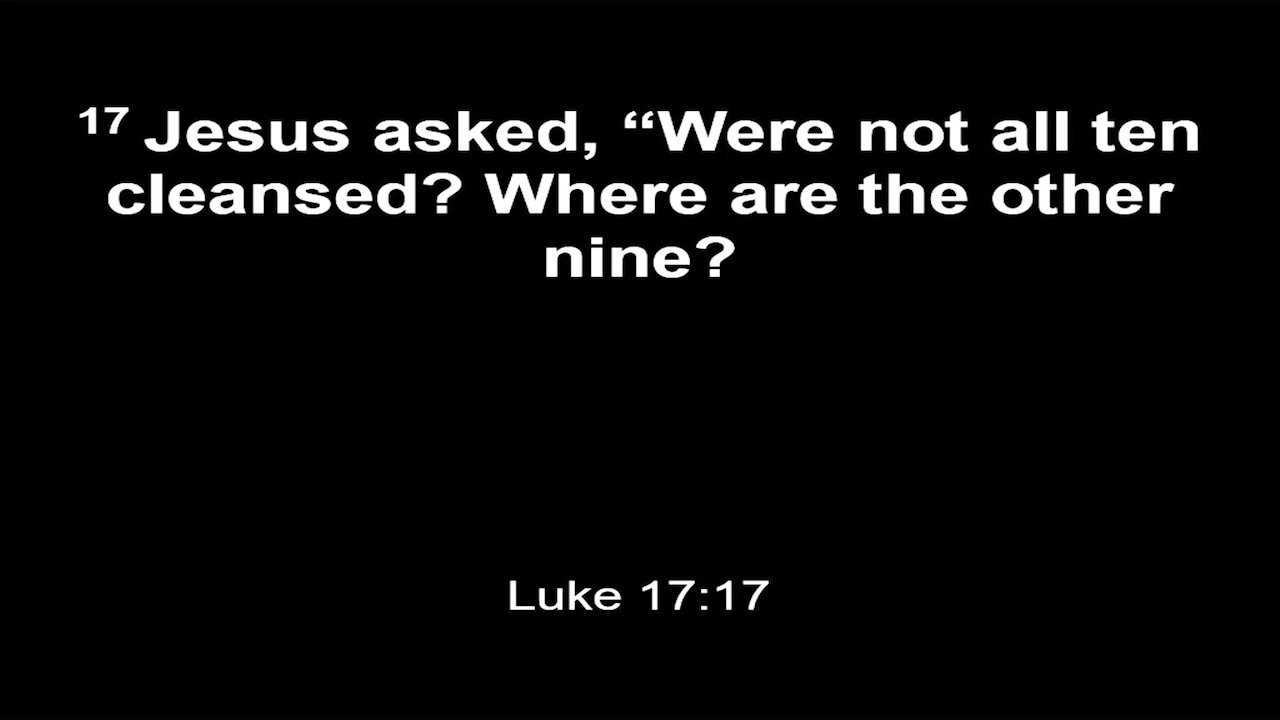 17 Jesus asked, “Were not all ten
cleansed? Where are the other
nine?
Luke 17:17